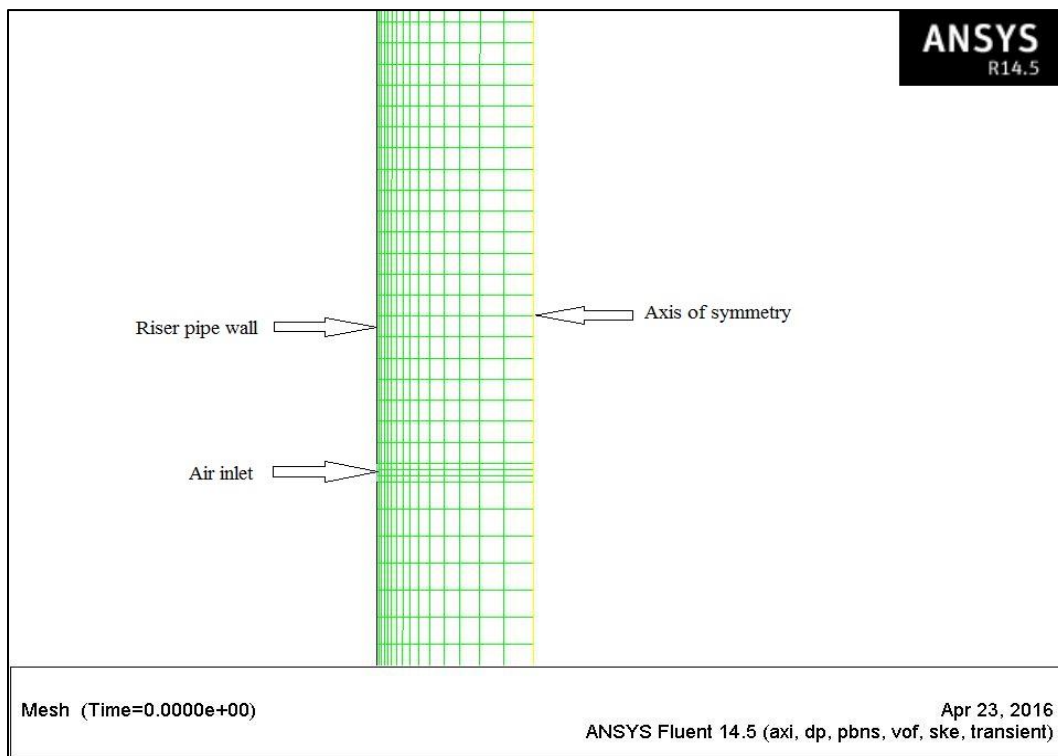 ANSYS
R14.5
Axis of symmetry
Riser pipe wall
Air inlet
Mesh (Time=0.0000e+00)
Apr 23, 2016
ANSYS Fluent 14.5 (axi, dp, pbns, vof, ske, transient)